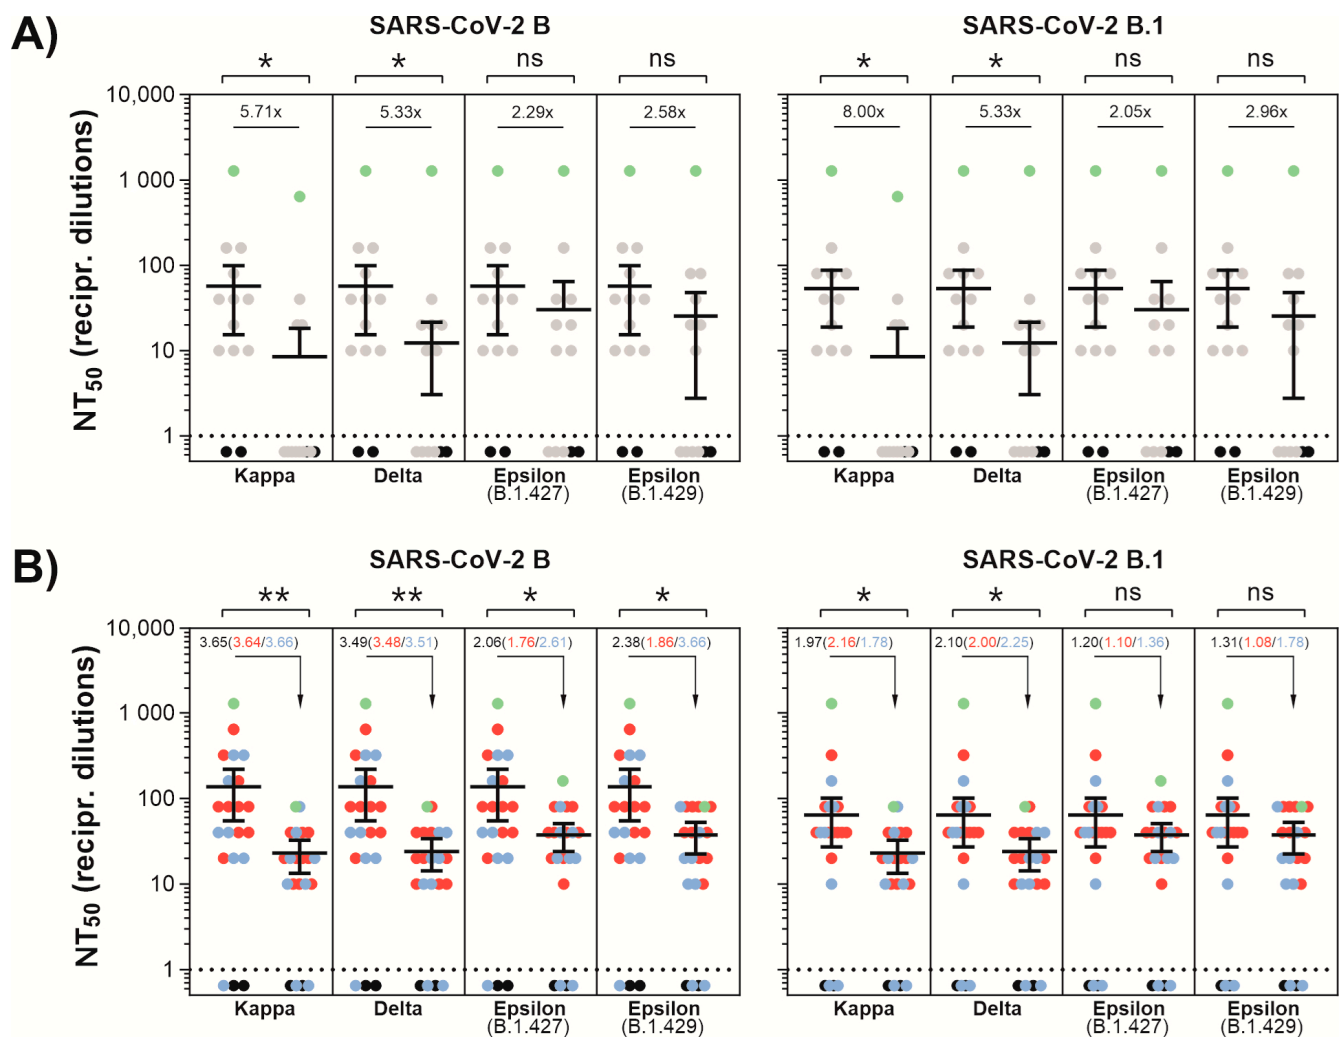 A)
SARS-CoV-2 B
SARS-CoV-2 B.1
* * ns ns * * ns ns
NT50 (recipr. dilutions)
10,000
5.71x 5.33x 2.29x 2.58x 8.00x 5.33x 2.05x 2.96x
1 000
100
10
1
Kappa Delta Epsilon Epsilon Kappa Delta Epsilon Epsilon
(B.1.427) (B.1.429) (B.1.427) (B.1.429)
B)
SARS-CoV-2 B
SARS-CoV-2 B.1
** ** * * * * ns ns
NT50 (recipr. dilutions)
10,000
3.65(3.64/3.66) 3.49(3.48/3.51) 2.06(1.76/2.61) 2.38(1.86/3.66) 1.97(2.16/1.78) 2.10(2.00/2.25) 1.20(1.10/1.36) 1.31(1.08/1.78)
1 000
100
10
1
Kappa Delta Epsilon Epsilon Kappa Delta Epsilon Epsilon
(B.1.427) (B.1.429) (B.1.427) (B.1.429)